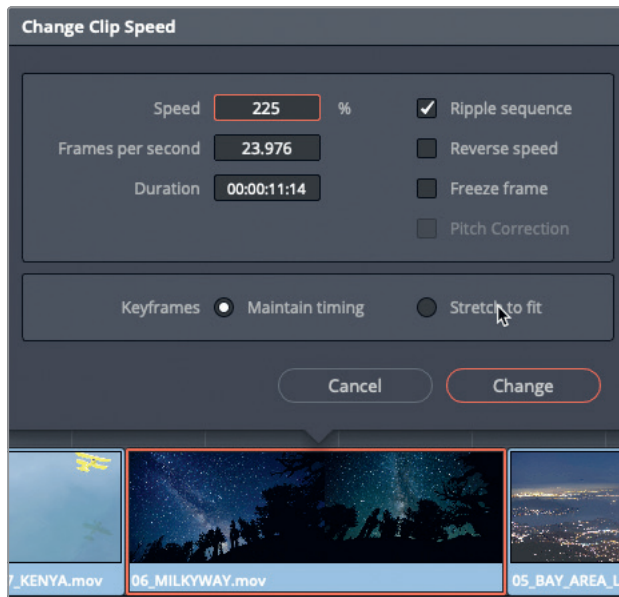 Change Clip Speed
Speed 225 % Ripple sequence
Frames per second 23.976 Reverse speed
Duration 00:00:11:14 Freeze frame
Pitch Correction
Keyframes Maintain timing Stretch to fit
Cancel Change
7_KENYA.mov 06_MILKYWAY.mov 05_BAY_AREA_L